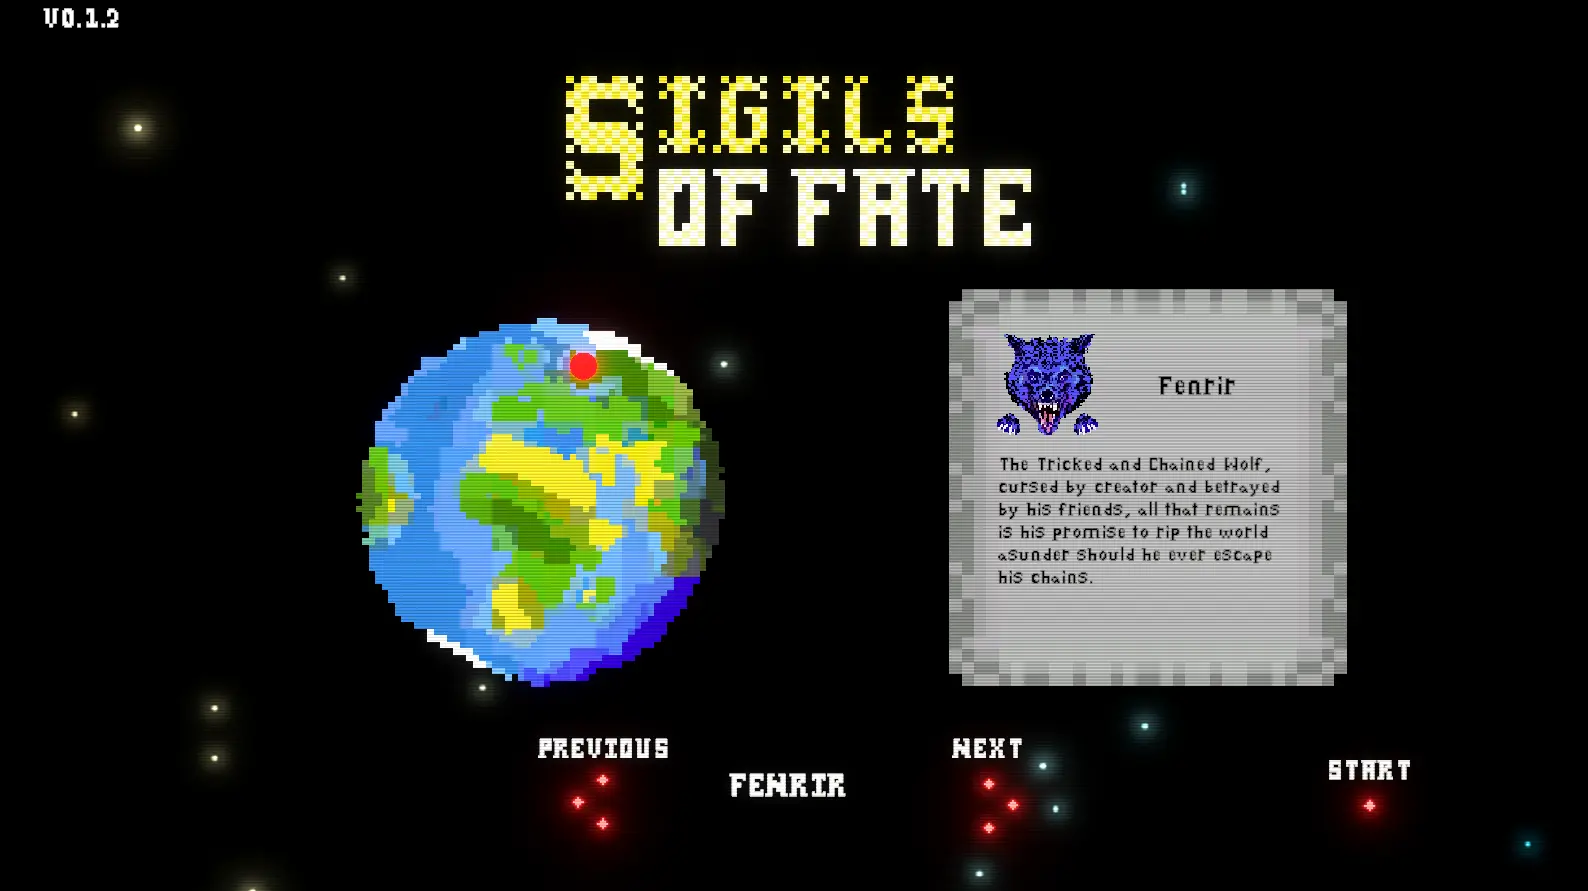 V0.1.2
SIGILS
OF FATE
Fenrir
The Tricked and Chained Wolf,
cursed by creator and betrayed
by his friends, all that remains
is his promise to rip the world
asunder should he ever escape
his chains.
PREVIOUS
FENRIR
NEXT
START